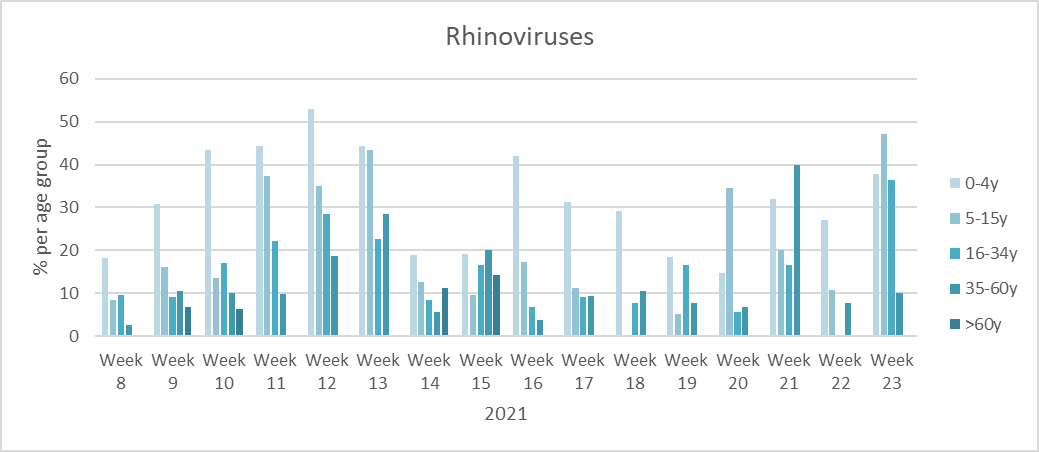 Rhinoviruses
% per age group
60
50
40
30
20
10
0
Week Week Week Week Week Week Week Week Week Week Week Week Week Week Week Week
8 9 10 11 12 13 14 15 16 17 18 19 20 21 22 23
2021
0-4y
5-15y
16-34y
35-60y
>60y